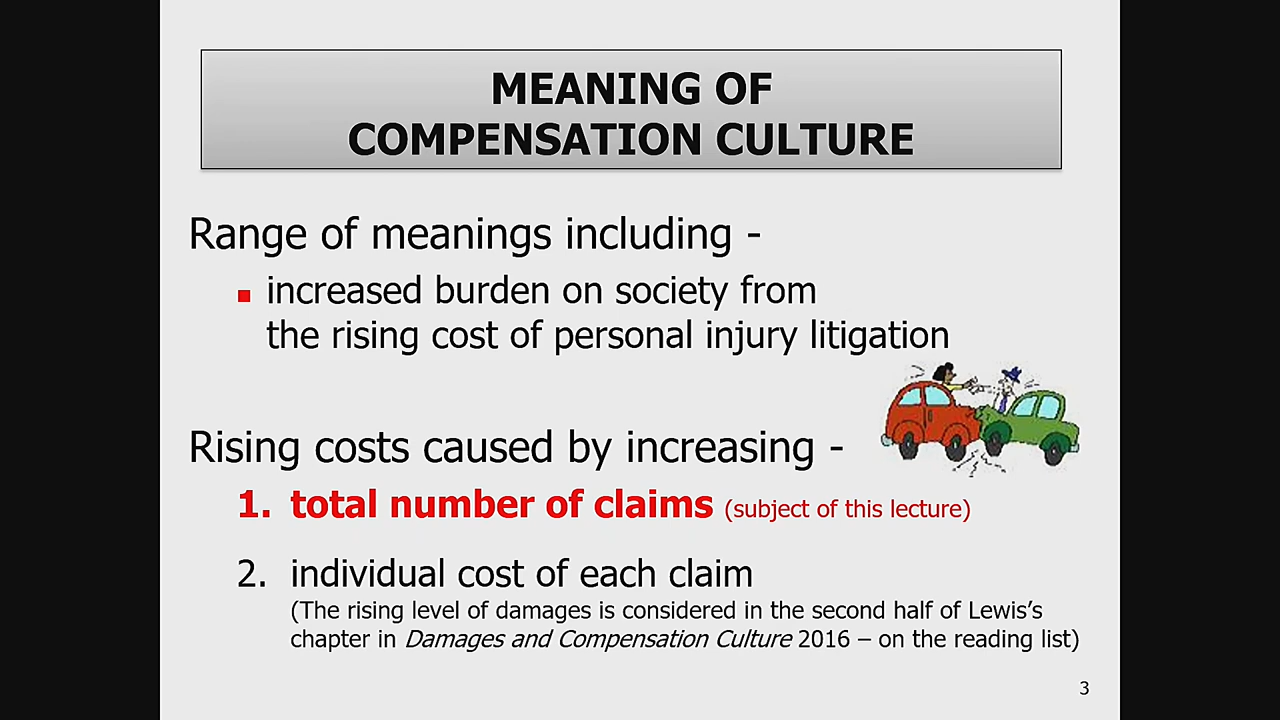 MEANING OF
COMPENSATION CULTURE
Range of meanings including -
increased burden on society from
the rising cost of personal injury litigation
Rising costs caused by increasing -
1. total number of claims (subject of this lecture)
2. individual cost of each claim
(The rising level of damages is considered in the second half of Lewis’s
chapter in Damages and Compensation Culture 2016 – on the reading list)
3